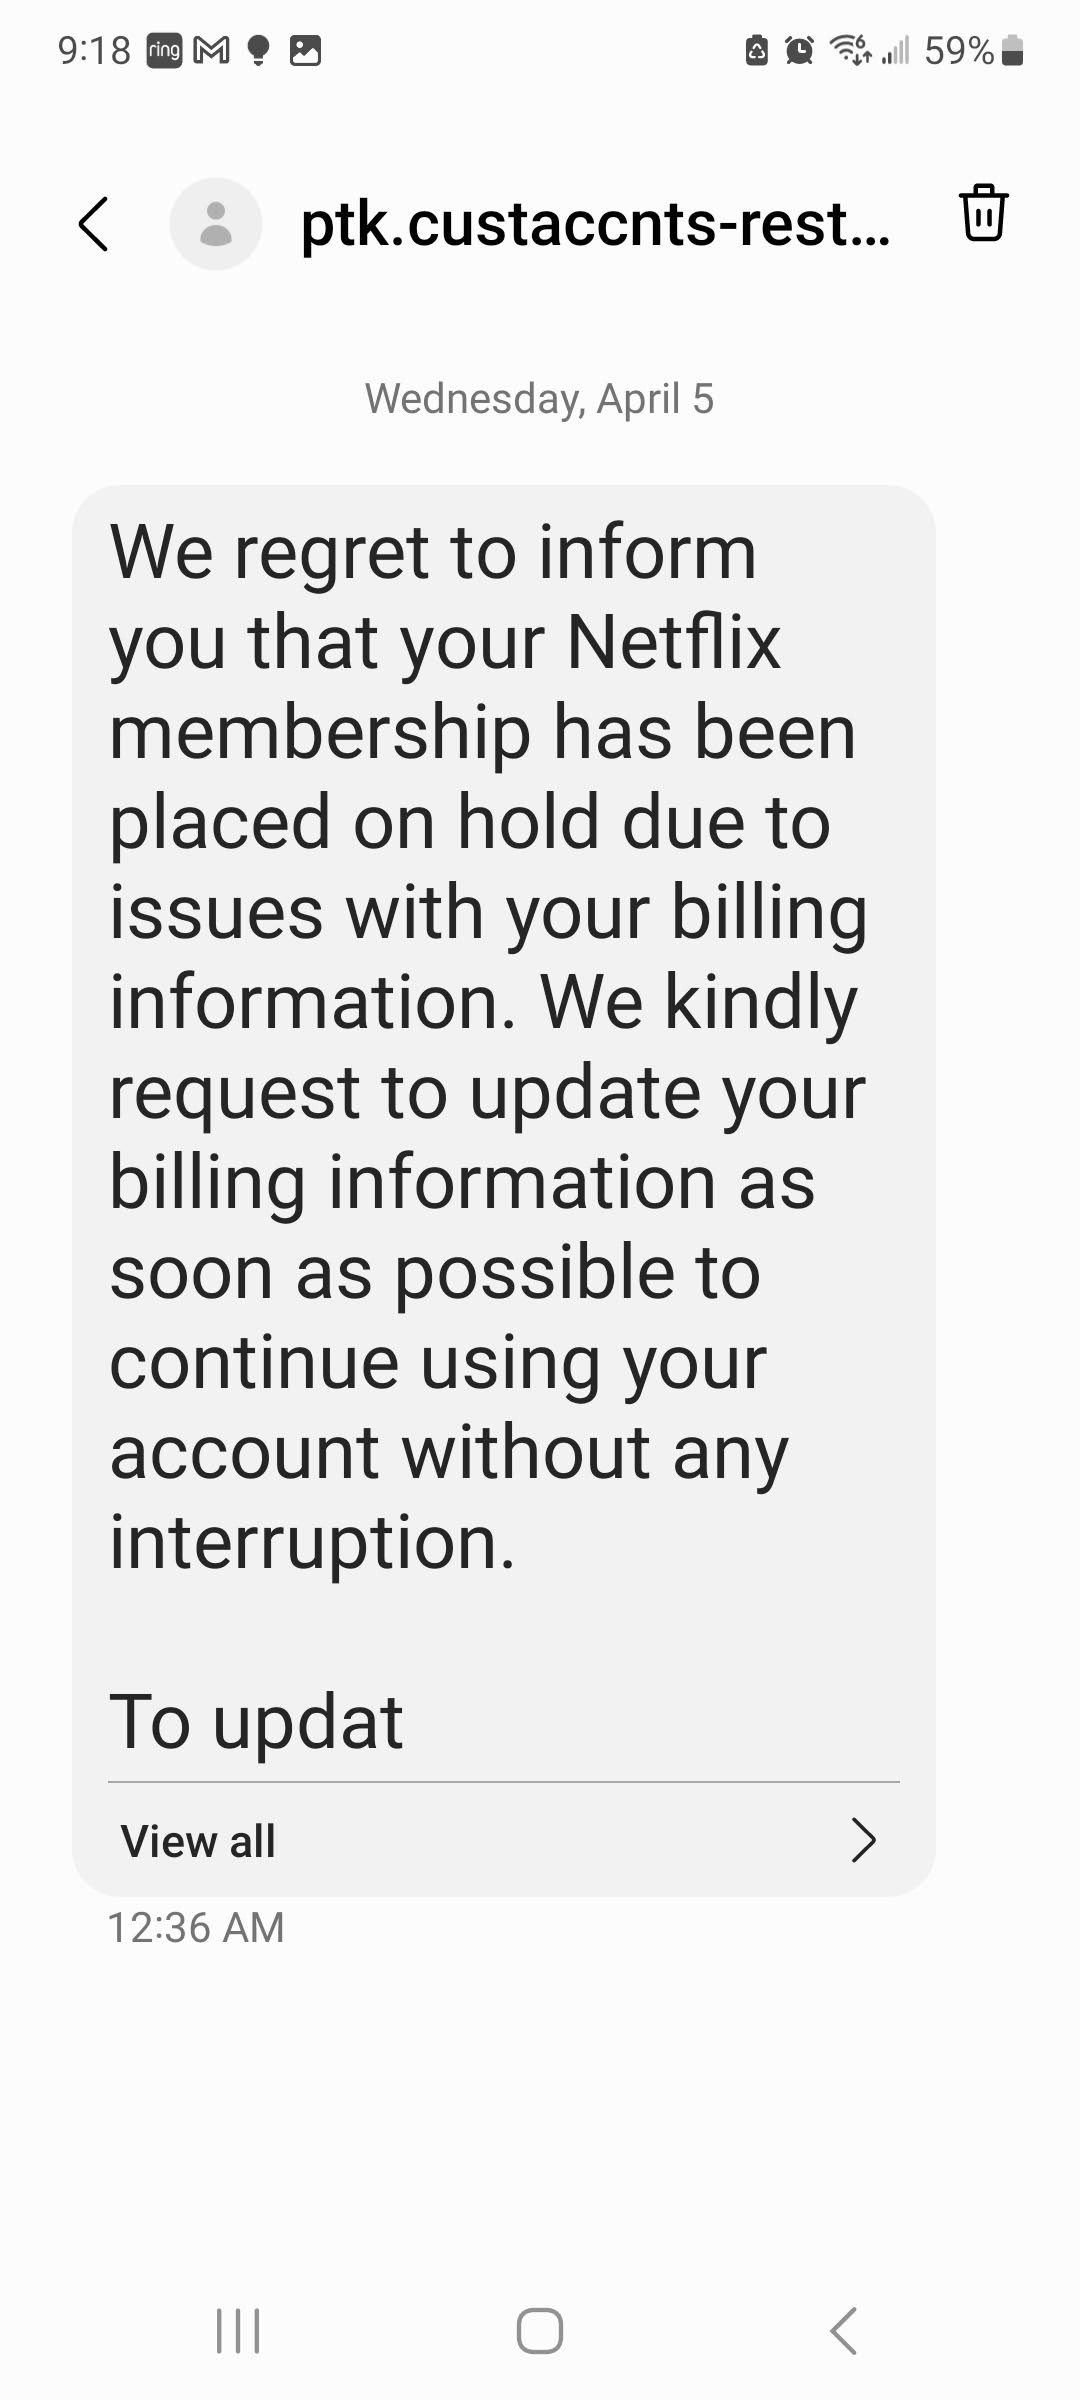 9:18 ring 6 59%
ptk.custaccnts-rest...
Wednesday, April 5
We regret to inform
you that your Netflix
membership has been
placed on hold due to
issues with your billing
information. We kindly
request to update your
billing information as
soon as possible to
continue using your
account without any
interruption.
To updat
View all
12:36 AM